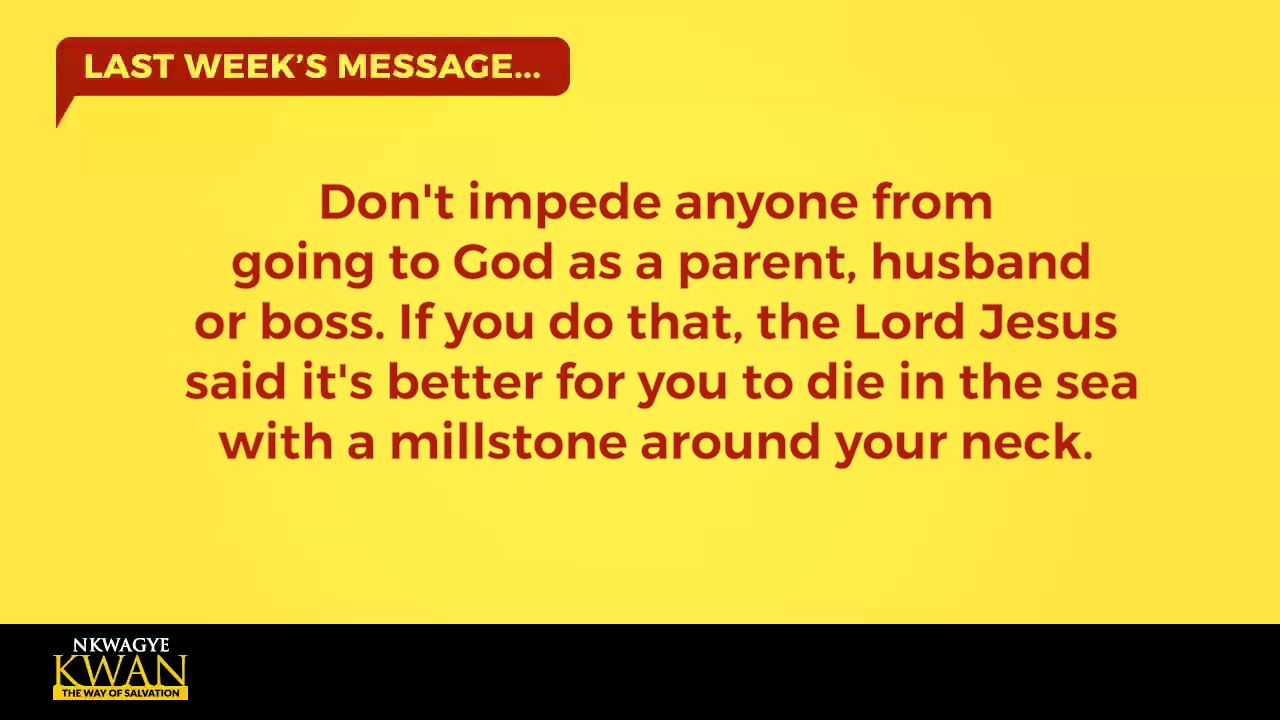 LAST WEEK’S MESSAGE...
Don't impede anyone from
going to God as a parent, husband
or boss. If you do that, the Lord Jesus
said it's better for you to die in the sea
with a millstone around your neck.
NKWAGYE
KWAN
THE WAY OF SALVATION